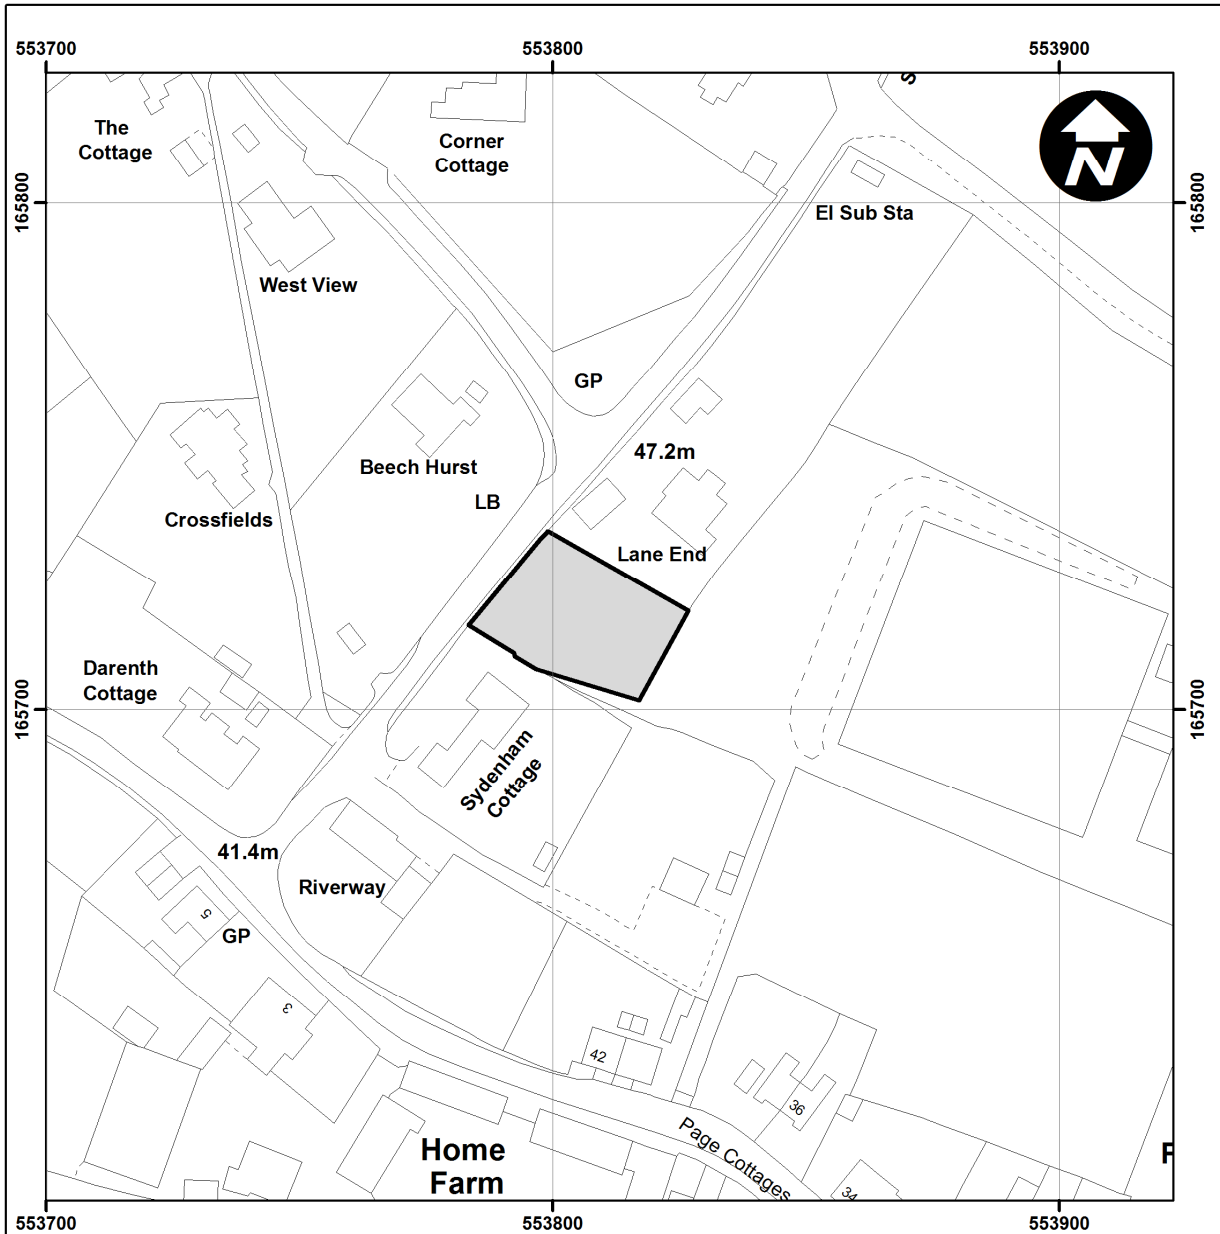 553700
553800
553900
S
The
Cottage
Corner
Cottage
N
165800
165800
El Sub Sta
West View
GP
47.2m
Beech Hurst
LB
Crossfields
Lane End
Darenth
Cottage
165700
165700
Sydenham
Cottage
41.4m
Riverway
5
GP
3
42
36
Page Cottages
Home
Farm
34
553700
553800
553900